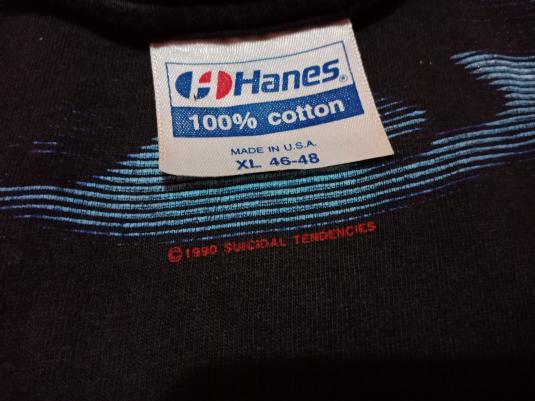 Hanes®
100% cotton
MADE IN U.S.A.
XL 46-48
©1990 SUICIDAL TENDENCIES